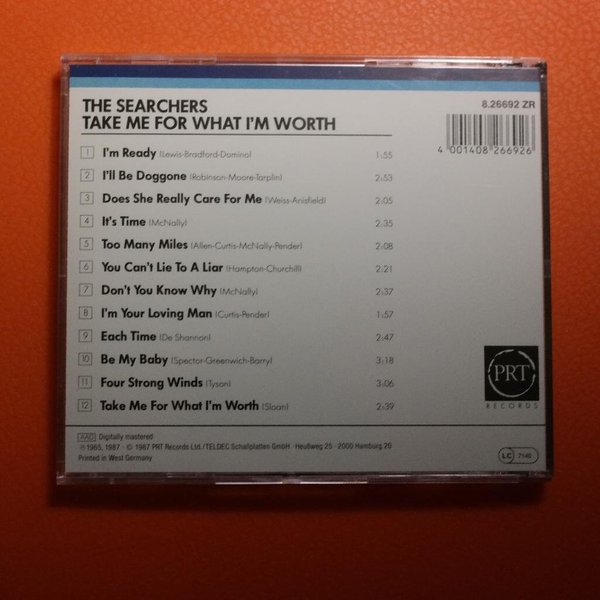 THE SEARCHERS
TAKE ME FOR WHAT I'M WORTH
8.26692 ZR
4 001408 266926
1 I'm Ready (Lewis-Bradford-Domino) 1:55
2 I'll Be Doggone (Robinson-Moore-Tarplin) 2:53
3 Does She Really Care For Me (Weiss-Anisfield) 2:05
4 It's Time (McNally) 2:35
5 Too Many Miles (Allen-Curtis-McNally-Pender) 2:08
6 You Can't Lie To A Liar (Hampton-Churchill) 2:21
7 Don't You Know Why (McNally) 2:37
8 I'm Your Loving Man (Curtis-Pender) 1:57
9 Each Time (De Shannon) 2:47
10 Be My Baby (Spector-Greenwich-Barry) 3:18
11 Four Strong Winds (Tyson) 3:06
12 Take Me For What I'm Worth (Sloan) 2:39
PRT
RECORDS
AAD Digitally mastered
℗ 1965, 1987 · © 1987 PRT Records Ltd./TELDEC Schallplatten GmbH · Heußweg 25 · 2000 Hamburg 20
Printed in West Germany
LC 7140